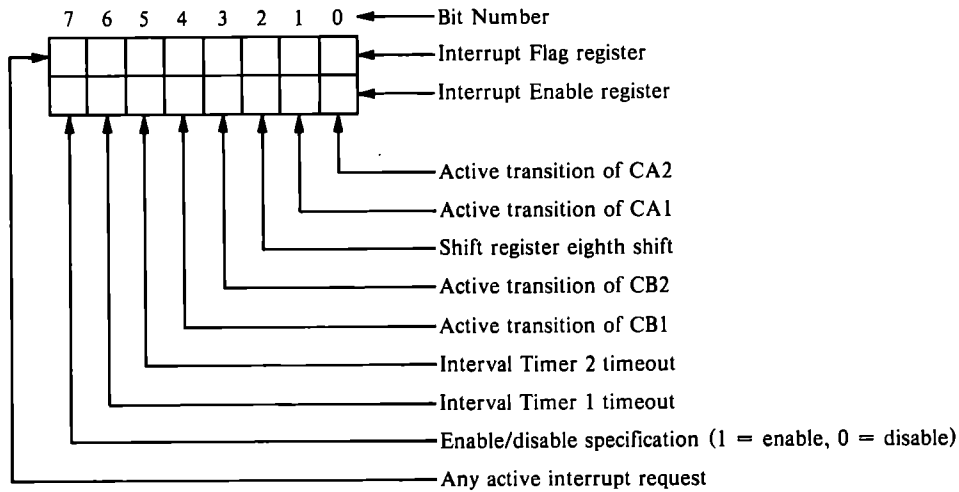 7 6 5 4 3 2 1 0 Bit Number
Interrupt Flag register
Interrupt Enable register
Active transition of CA2
Active transition of CA1
Shift register eighth shift
Active transition of CB2
Active transition of CB1
Interval Timer 2 timeout
Interval Timer 1 timeout
Enable/disable specification (1 = enable, 0 = disable)
Any active interrupt request